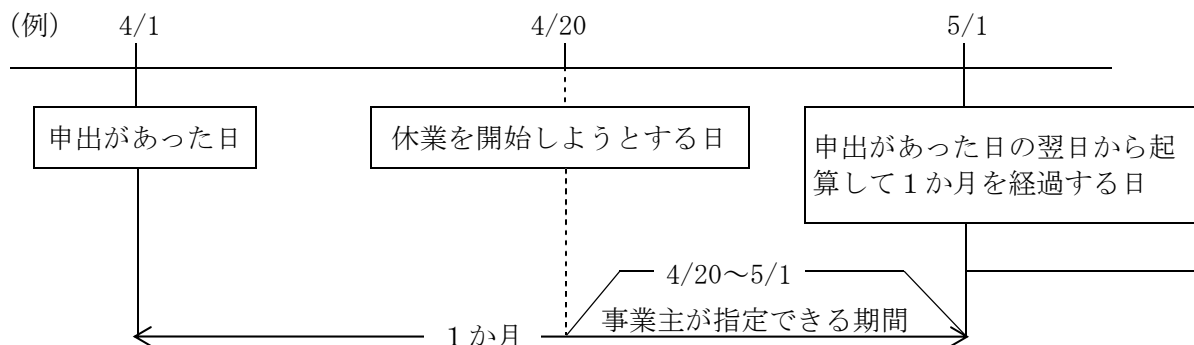 (例) 4/1 4/20 5/1
申出があった日
休業を開始しようとする日
申出があった日の翌日から起
算して１か月を経過する日
4/20～5/1
事業主が指定できる期間
１か月